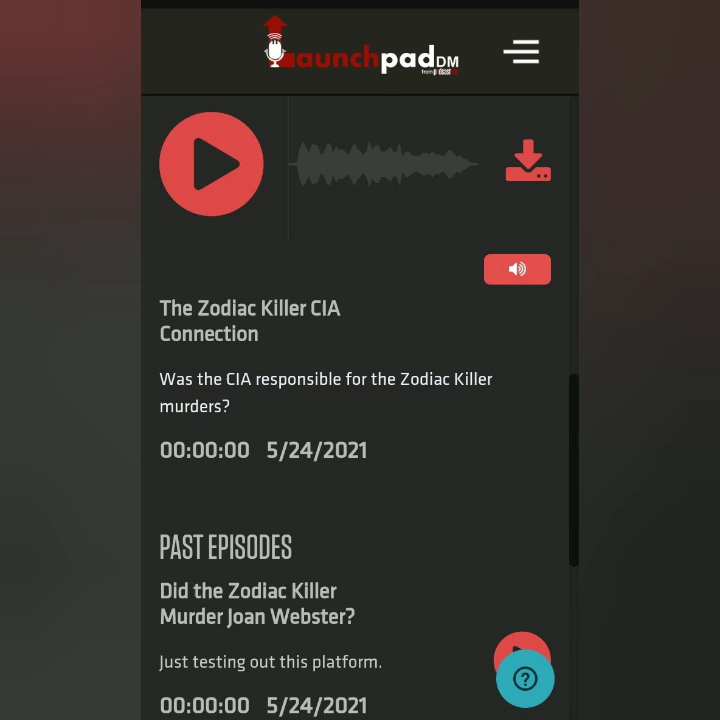 launchpadDM
from podcastone
The Zodiac Killer CIA
Connection
Was the CIA responsible for the Zodiac Killer
murders?
00:00:00 5/24/2021
PAST EPISODES
Did the Zodiac Killer
Murder Joan Webster?
Just testing out this platform.
00:00:00 5/24/2021
?